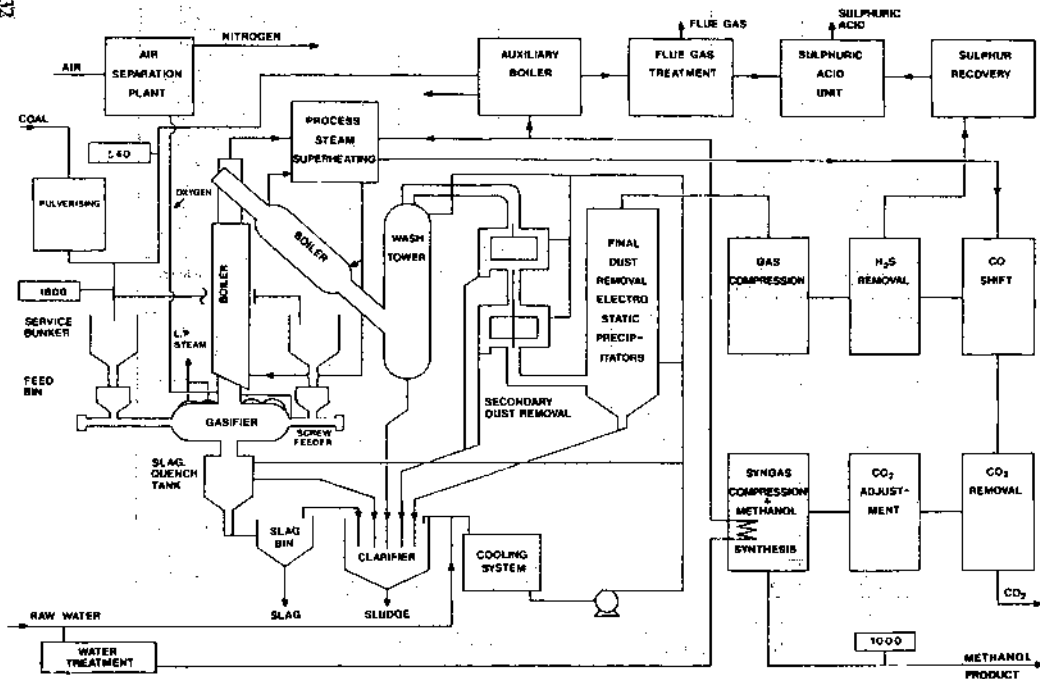 32
FLUE GAS
SULPHURIC
ACID
NITROGEN
AIR
AIR
SEPARATION
PLANT
AUXILIARY
BOILER
FLUE GAS
TREATMENT
SULPHURIC
ACID
UNIT
SULPHUR
RECOVERY
COAL
PROCESS
STEAM
SUPERHEATING
PULVERISING
OXYGEN
BOILER
BOILER
WASH
TOWER
FINAL
DUST
REMOVAL
ELECTRO
STATIC
PRECIP-
ITATORS
GAS
COMPRESSION
H2S
REMOVAL
CO
SHIFT
1600
SERVICE
BUNKER
L/P
STEAM
FEED
BIN
GASIFIER
SCREW
FEEDER
SECONDARY
DUST REMOVAL
SLAG
QUENCH
TANK
SLAG
BIN
CLARIFIER
COOLING
SYSTEM
SYNGAS
COMPRESSION
+
METHANOL
SYNTHESIS
CO2
ADJUST-
MENT
CO2
REMOVAL
CO2
RAW WATER
SLAG
SLUDGE
WATER
TREATMENT
1000
METHANOL
PRODUCT